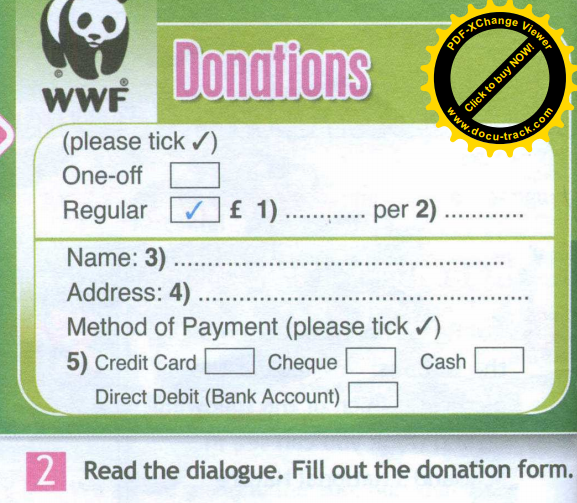 WWF
Donations
PDF-XChange Viewer
Click to buy NOW!
www.docu-track.com
(please tick ✓)
One-off
Regular ✓ £ 1) ............ per 2) ............
Name: 3) ..................................................
Address: 4) ..................................................
Method of Payment (please tick ✓)
5) Credit Card Cheque Cash
Direct Debit (Bank Account)
2 Read the dialogue. Fill out the donation form.